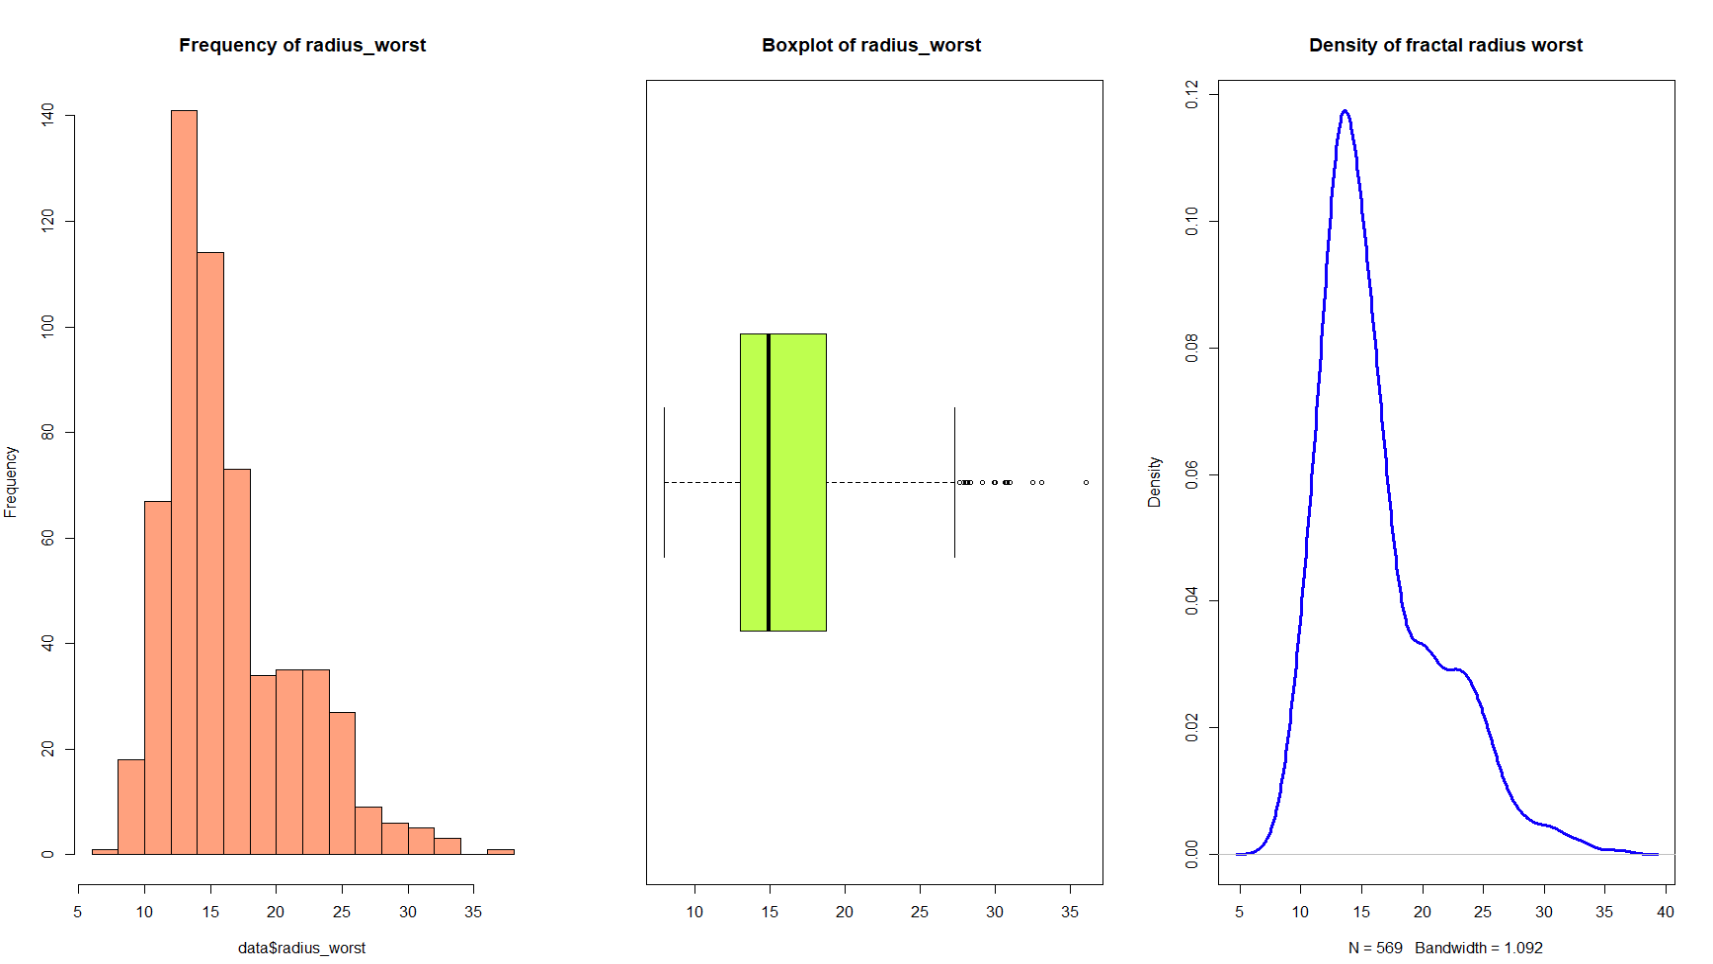 Frequency of radius_worst
Frequency
0
20
40
60
80
100
120
140
5 10 15 20 25 30 35
data$radius_worst
Boxplot of radius_worst
10 15 20 25 30 35
Density of fractal radius worst
Density
0.00
0.02
0.04
0.06
0.08
0.10
0.12
5 10 15 20 25 30 35 40
N = 569 Bandwidth = 1.092